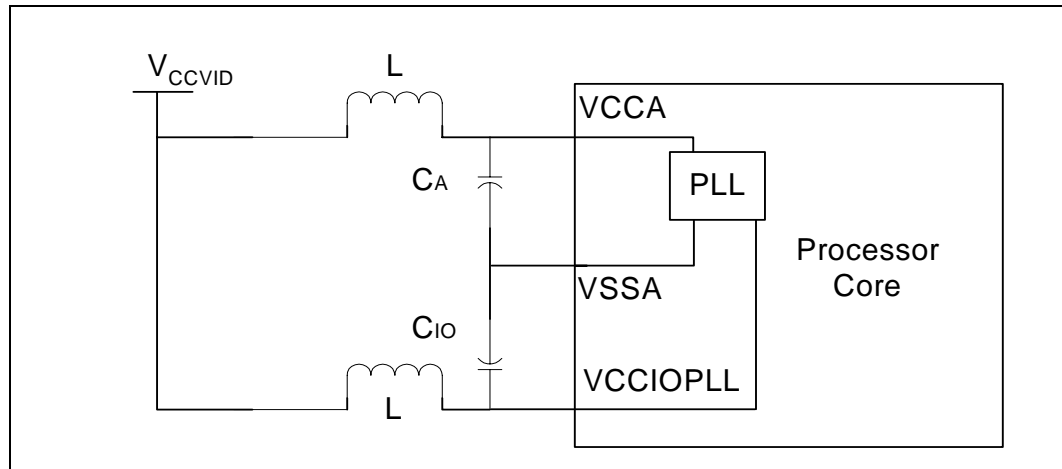 VCCVID
L
VCCA
CA
PLL
Processor
Core
VSSA
CIO
VCCIOPLL
L